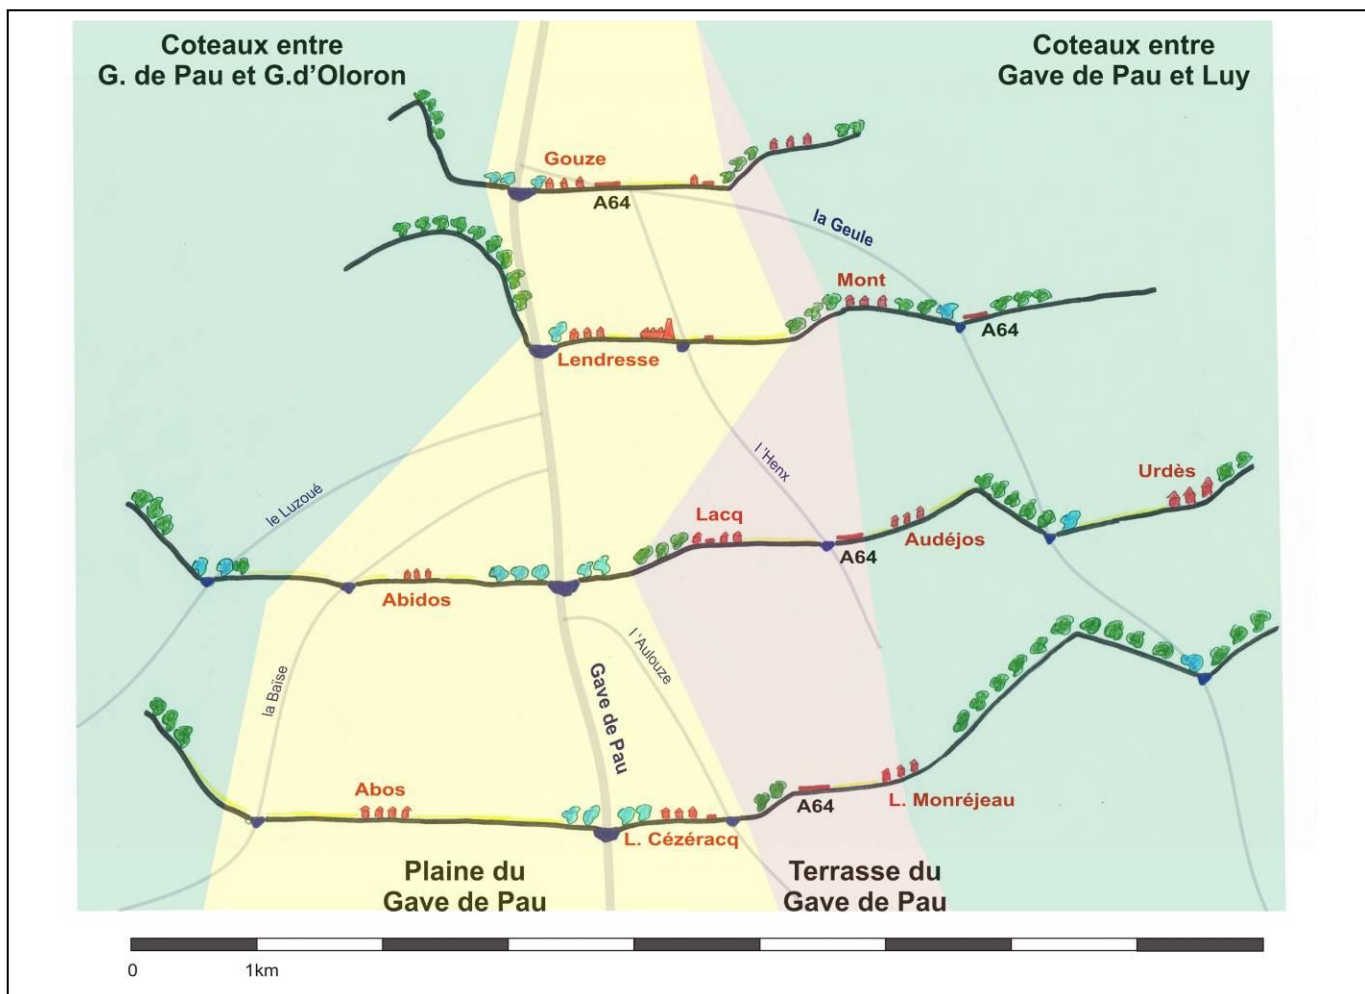 Coteaux entre
G. de Pau et G.d'Oloron
Coteaux entre
Gave de Pau et Luy
Gouze
A64
la Geule
Mont
A64
Lendresse
le Luzoué
l'Henx
Urdès
Lacq
A64
Audéjos
Abidos
la Baïse
l'Aulouze
Gave de Pau
Abos
A64
L. Monréjeau
L. Cézéracq
Plaine du
Gave de Pau
Terrasse du
Gave de Pau
0
1km